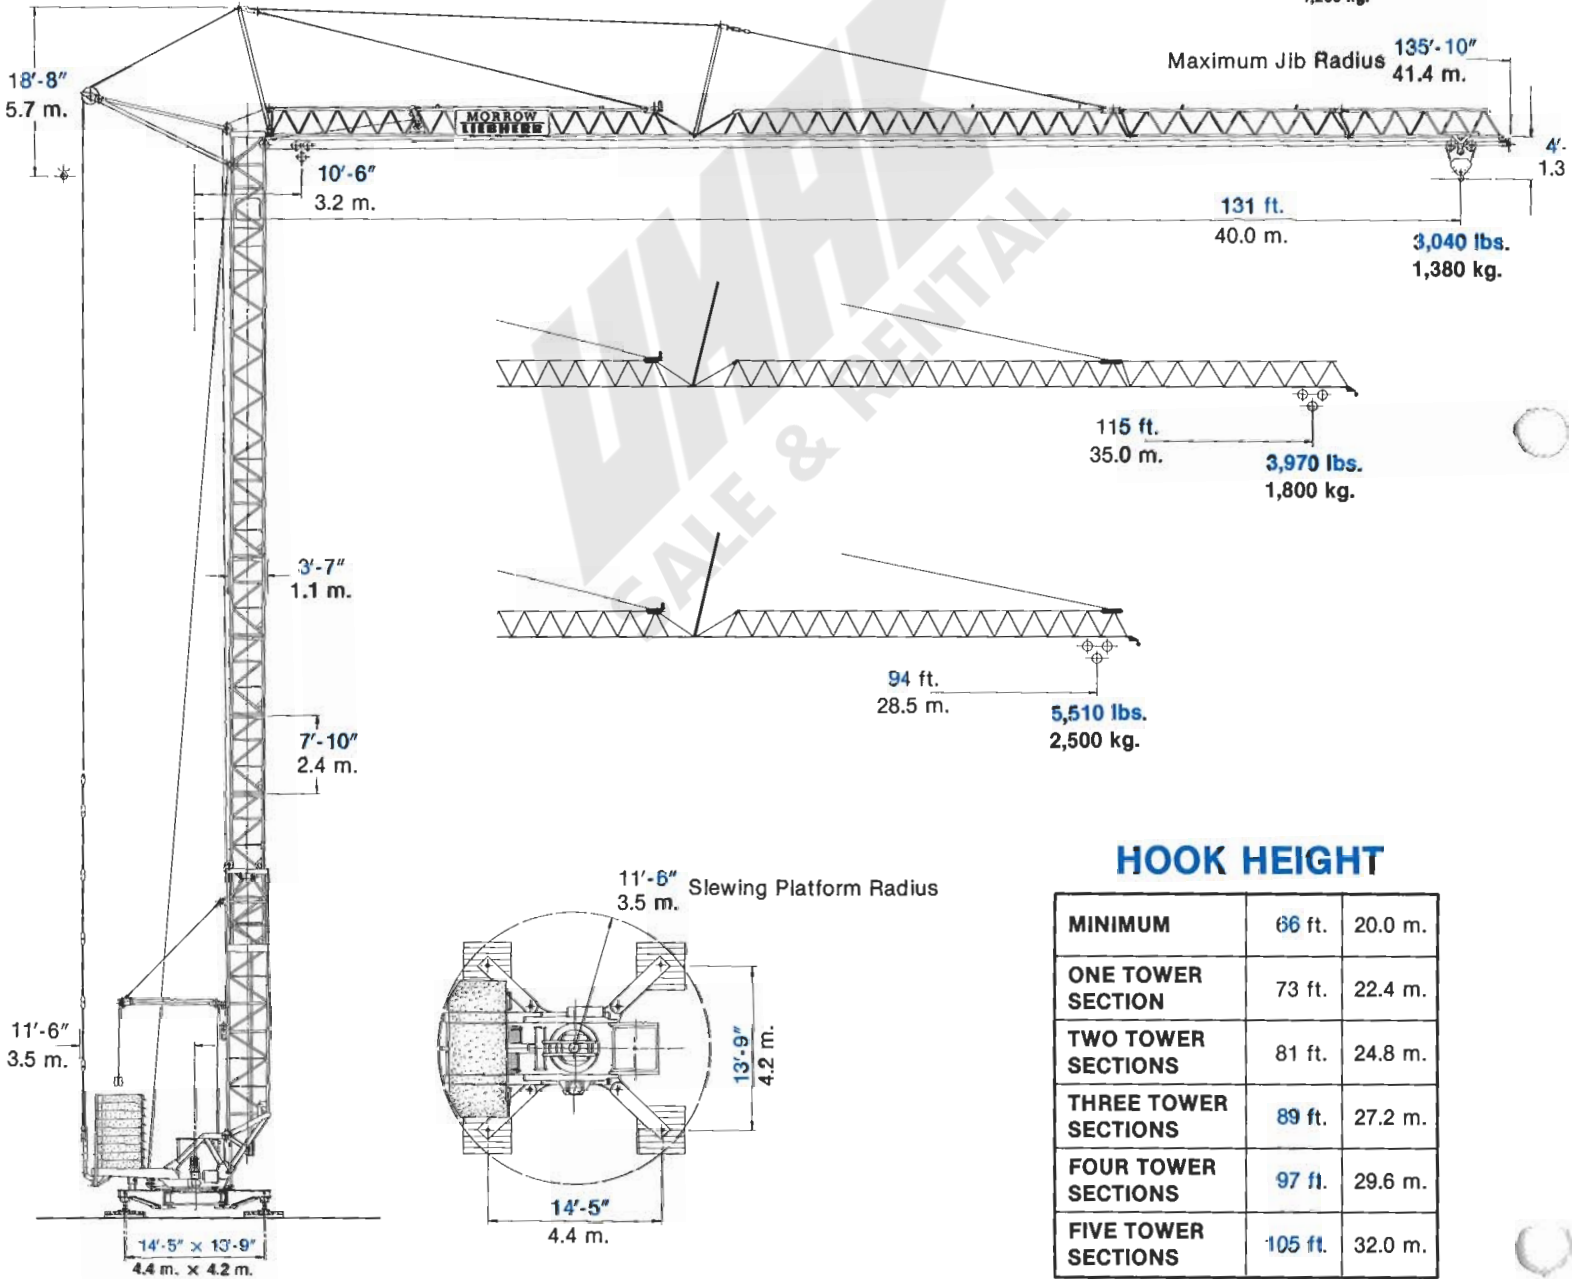 Maximum Jib Radius
135′-10″
41.4 m.
18′-8″
5.7 m.
MORROW
LIEBHERR
4′-
1.3
10′-6″
3.2 m.
131 ft.
40.0 m.
3,040 lbs.
1,380 kg.
115 ft.
35.0 m.
3,970 lbs.
1,800 kg.
3′-7″
1.1 m.
94 ft.
28.5 m.
5,510 lbs.
2,500 kg.
7′-10″
2.4 m.
UHAK
SALE & RENTAL
11′-6″
3.5 m.
Slewing Platform Radius
11′-6″
3.5 m.
13′-9″
4.2 m.
14′-5″
4.4 m.
14′-5″ × 13′-9″
4.4 m. × 4.2 m.
HOOK HEIGHT
MINIMUM 66 ft. 20.0 m.
ONE TOWER
SECTION 73 ft. 22.4 m.
TWO TOWER
SECTIONS 81 ft. 24.8 m.
THREE TOWER
SECTIONS 89 ft. 27.2 m.
FOUR TOWER
SECTIONS 97 ft. 29.6 m.
FIVE TOWER
SECTIONS 105 ft. 32.0 m.